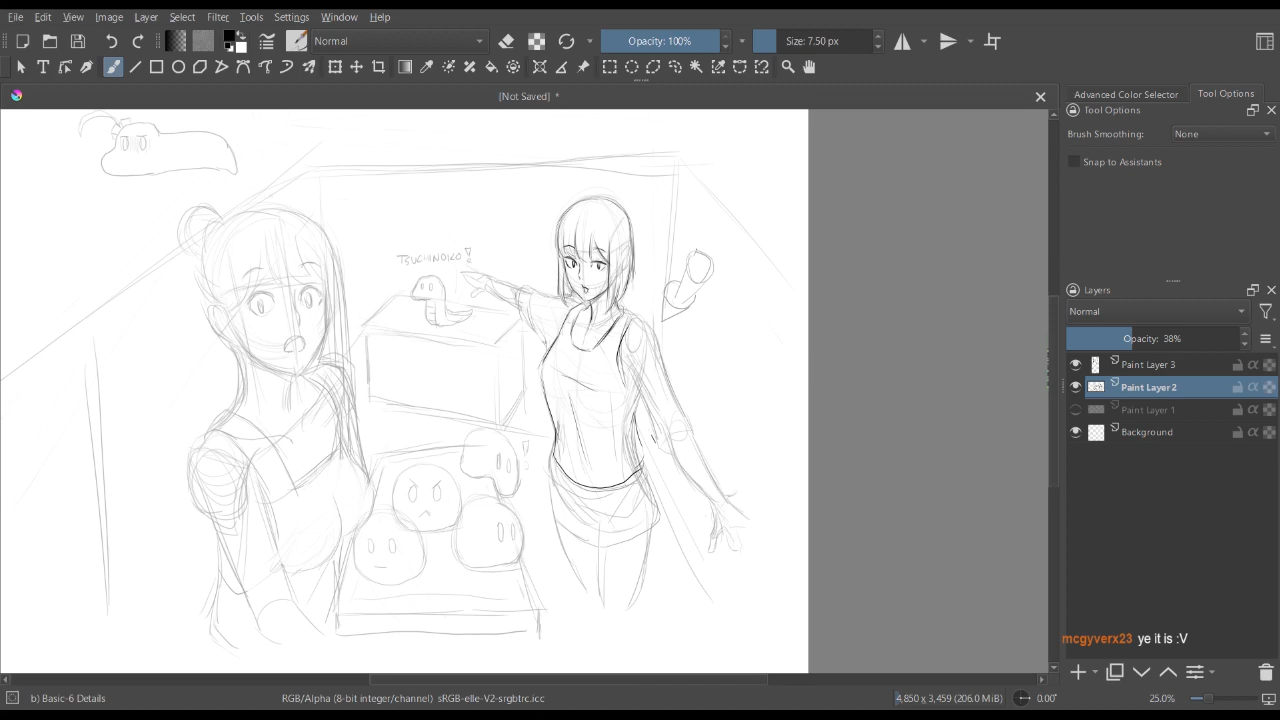 File Edit View Image Layer Select Filter Tools Settings Window Help
Normal Opacity: 100% Size: 7.50 px
[Not Saved] *
Advanced Color Selector Tool Options
Tool Options
Brush Smoothing: None
Snap to Assistants
TSUCHINOKO!
Layers
Normal
Opacity: 38%
Paint Layer 3
Paint Layer 2
Paint Layer 1
Background
mcgyverx23 ye it is :V
b) Basic-6 Details RGB/Alpha (8-bit integer/channel) sRGB-elle-V2-srgbtrc.icc 4,850 x 3,459 (206.0 MiB) 0.00° 25.0%